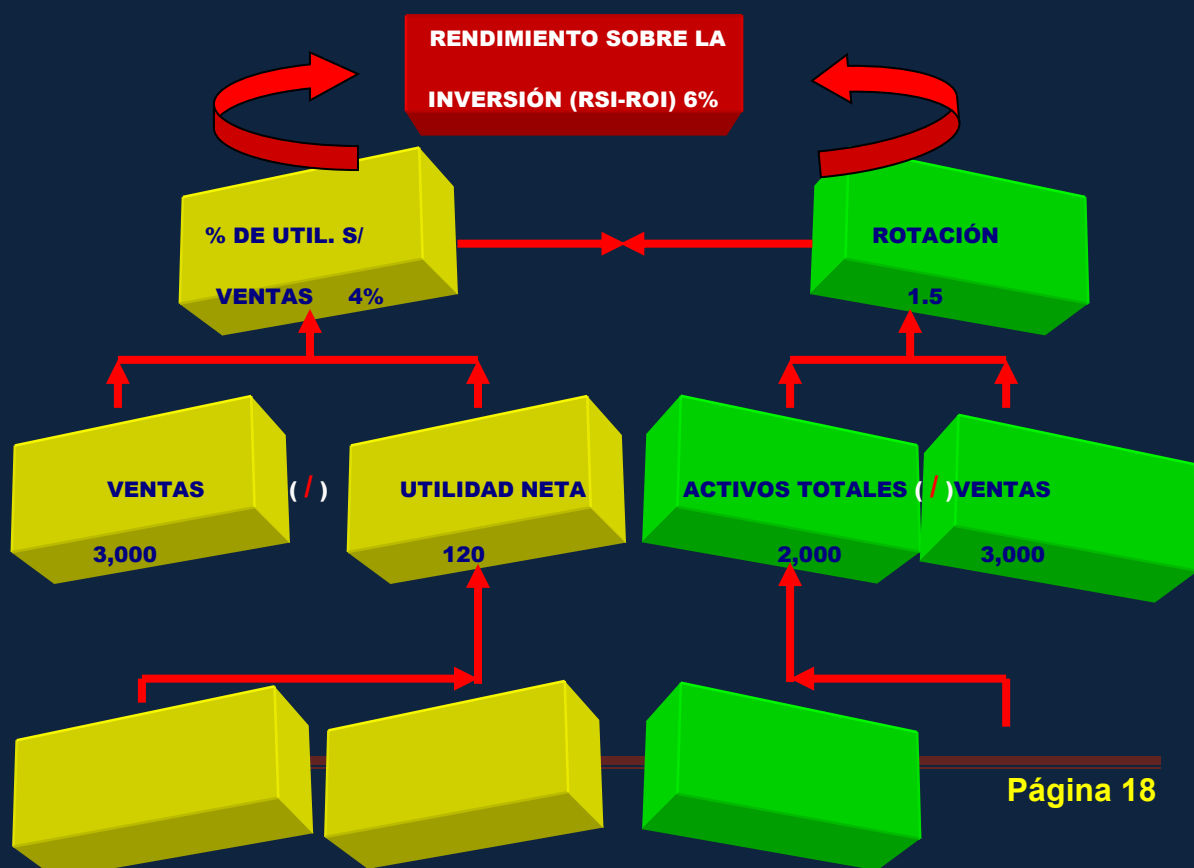 RENDIMIENTO SOBRE LA
INVERSIÓN (RSI-ROI) 6%
% DE UTIL. S/
VENTAS 4%
ROTACIÓN
1.5
VENTAS ( / ) UTILIDAD NETA ACTIVOS TOTALES ( / ) VENTAS
3,000 120 2,000 3,000
Página 18